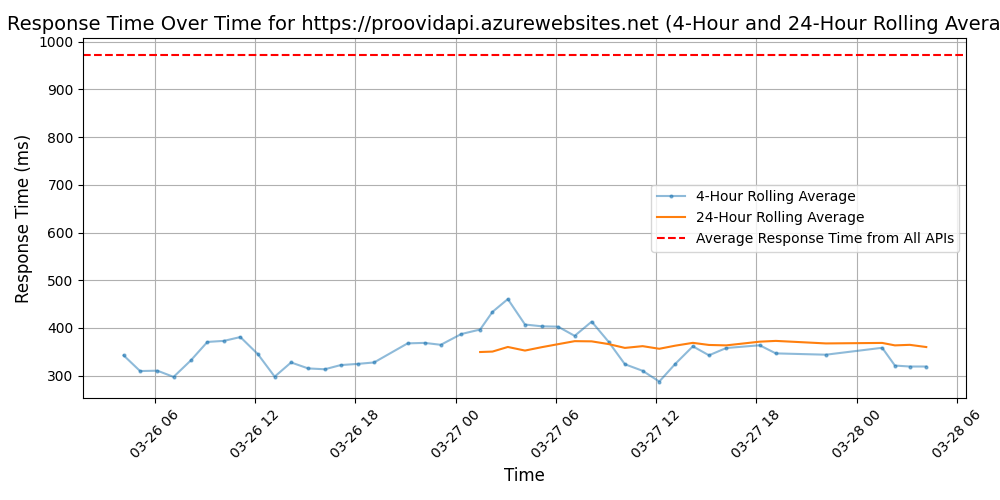 Response Time Over Time for https://proovidapi.azurewebsites.net (4-Hour and 24-Hour Rolling Avera
Response Time (ms)
1000
900
800
700
600
500
400
300
4-Hour Rolling Average
24-Hour Rolling Average
Average Response Time from All APIs
03-26 06
03-26 12
03-26 18
03-27 00
03-27 06
03-27 12
03-27 18
03-28 00
03-28 06
Time